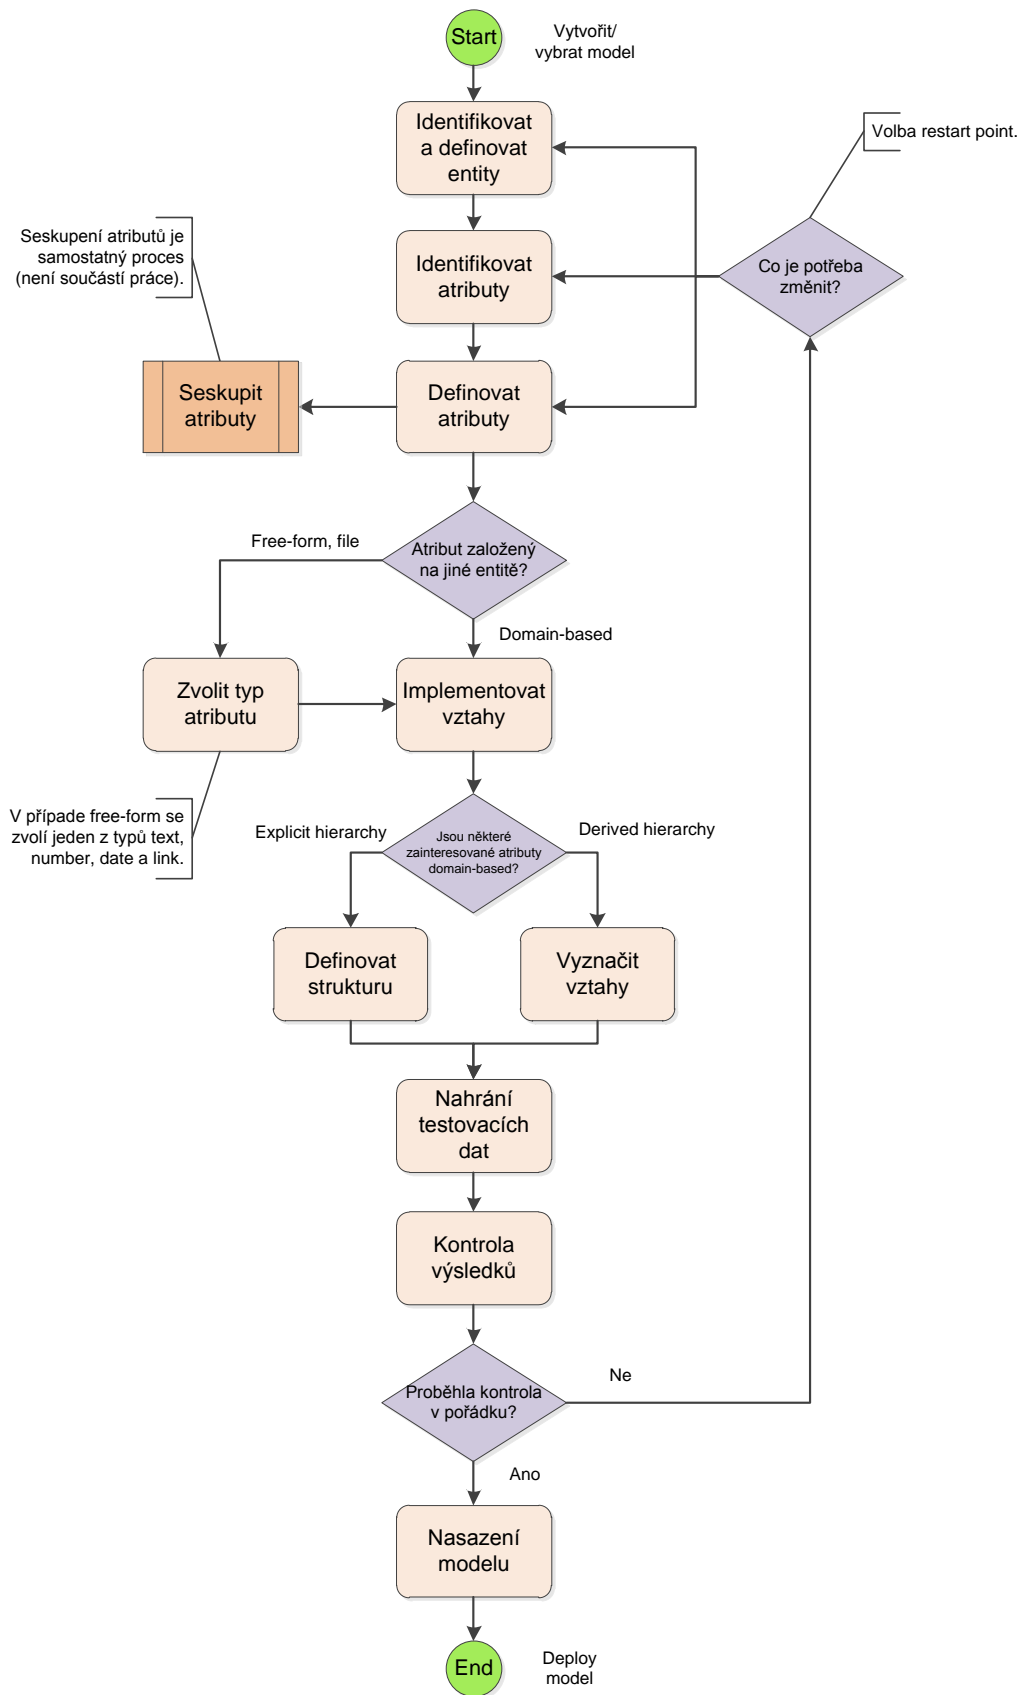 Start
Vytvořit/
vybrat model
Identifikovat
a definovat
entity
Volba restart point.
Seskupení atributů je
samostatný proces
(není součástí práce).
Identifikovat
atributy
Co je potřeba
změnit?
Seskupit
atributy
Definovat
atributy
Free-form, file
Atribut založený
na jiné entitě?
Domain-based
Zvolit typ
atributu
Implementovat
vztahy
V případe free-form se
zvolí jeden z typů text,
number, date a link.
Explicit hierarchy
Jsou některé
zainteresované atributy
domain-based?
Derived hierarchy
Definovat
strukturu
Vyznačit
vztahy
Nahrání
testovacích
dat
Kontrola
výsledků
Proběhla kontrola
v pořádku?
Ne
Ano
Nasazení
modelu
End
Deploy
model